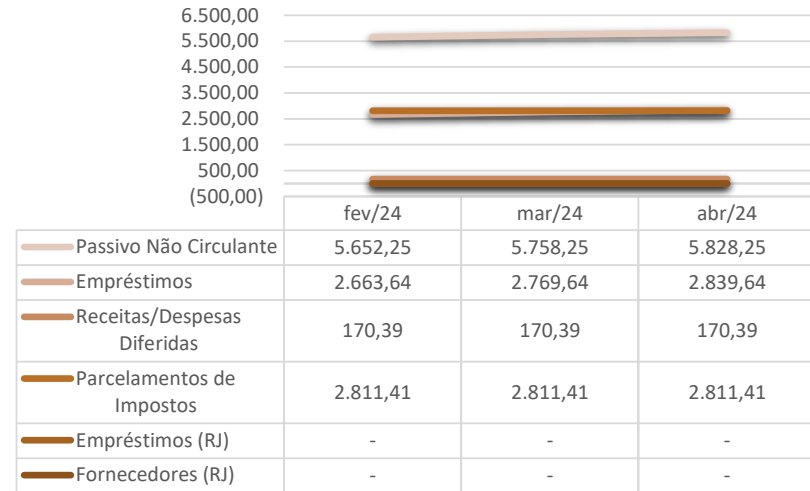 6.500,00
5.500,00
4.500,00
3.500,00
2.500,00
1.500,00
500,00
(500,00)
fev/24 mar/24 abr/24
Passivo Não Circulante 5.652,25 5.758,25 5.828,25
Empréstimos 2.663,64 2.769,64 2.839,64
Receitas/Despesas
Diferidas 170,39 170,39 170,39
Parcelamentos de
Impostos 2.811,41 2.811,41 2.811,41
Empréstimos (RJ) - - -
Fornecedores (RJ) - - -